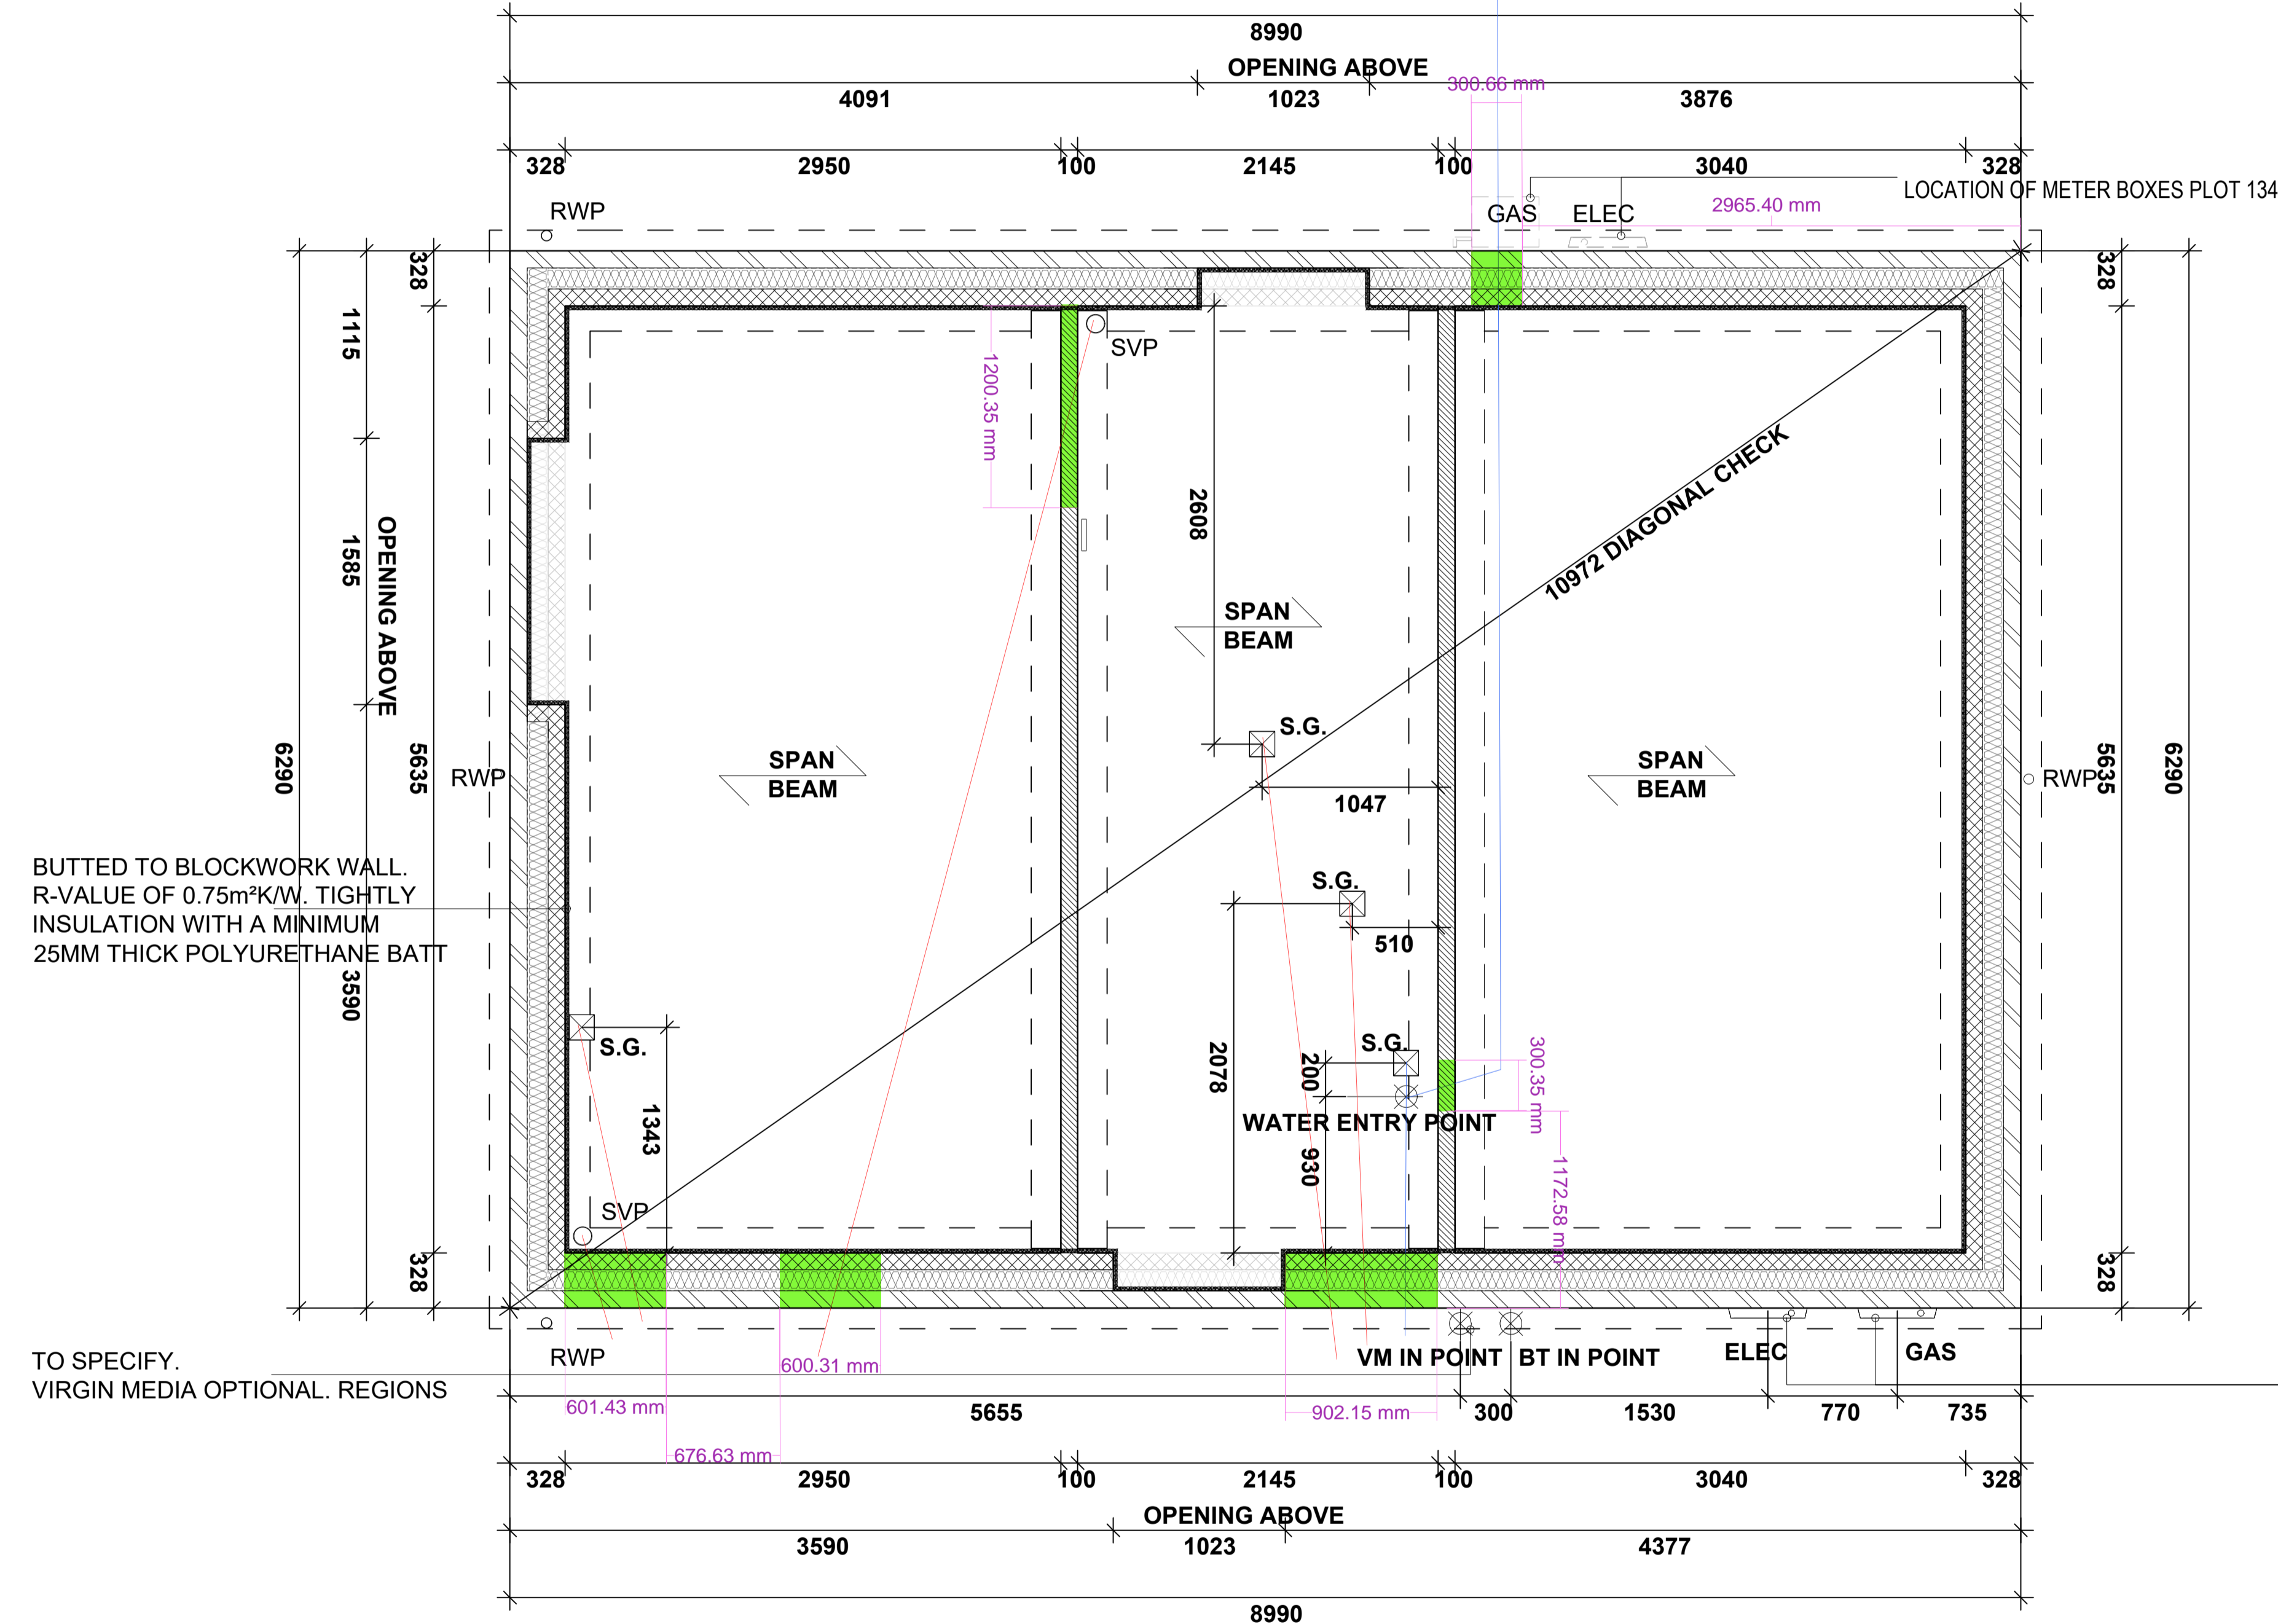 8990
OPENING ABOVE
300.66 mm
4091
1023
3876
328
2950
100
2145
100
3040
328
LOCATION OF METER BOXES PLOT 134
RWP
GAS
ELEC
2965.40 mm
328
328
1115
SVP
1200.35 mm
2608
10972 DIAGONAL CHECK
OPENING ABOVE
1585
SPAN
BEAM
S.G.
6290
5635
RWP
SPAN
BEAM
SPAN
BEAM
RWP
5635
6290
1047
BUTTED TO BLOCKWORK WALL.
R-VALUE OF 0.75m²K/W. TIGHTLY
INSULATION WITH A MINIMUM
25MM THICK POLYURETHANE BATT
S.G.
510
3590
S.G.
S.G.
2078
200
300.35 mm
1343
WATER ENTRY POINT
930
1172.58 mm
SVP
328
328
TO SPECIFY.
VIRGIN MEDIA OPTIONAL. REGIONS
RWP
600.31 mm
VM IN POINT
BT IN POINT
ELEC
GAS
601.43 mm
5655
902.15 mm
300
1530
770
735
676.63 mm
328
2950
100
2145
100
3040
328
OPENING ABOVE
3590
1023
4377
8990